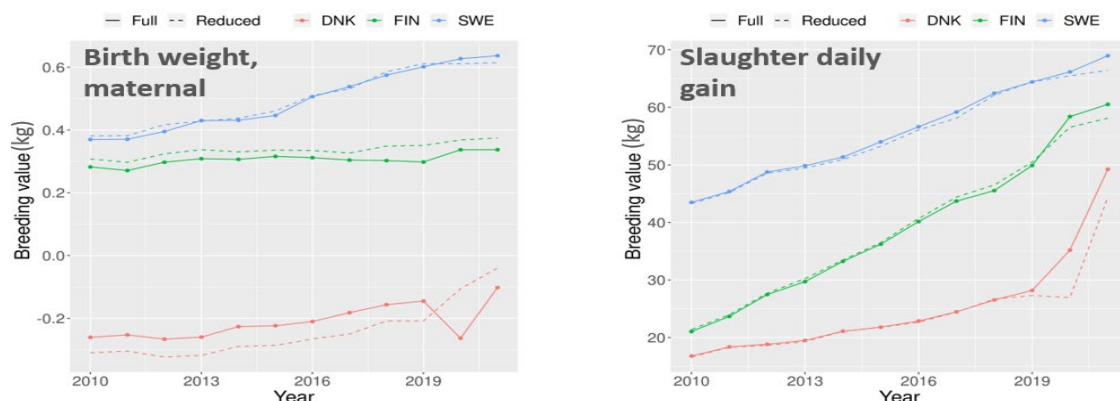 Full Reduced DNK FIN SWE
Birth weight,
maternal
Breeding value(kg)
0.6
0.4
0.2
0.0
-0.2
2010 2013 2016 2019
Year
Full Reduced DNK FIN SWE
Slaughter daily
gain
Breeding value(kg)
70
60
50
40
30
20
2010 2013 2016 2019
Year